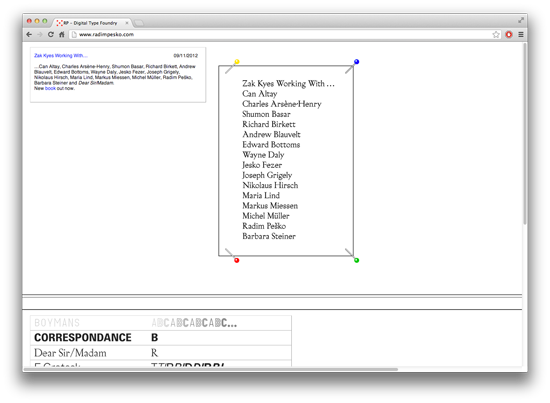 RF - Digital Type Foundry
www.radimpesko.com
Zak Kyes Working With… 09/11/2012
…Can Altay, Charles Arsène-Henry, Shumon Basar, Richard Birkett, Andrew
Blauvelt, Edward Bottoms, Wayne Daly, Jesko Fezer, Joseph Grigely,
Nikolaus Hirsch, Maria Lind, Markus Miessen, Michel Müller, Radim Peško,
Barbara Steiner and Dear Sir/Madam
New book out now.
Zak Kyes Working With …
Can Altay
Charles Arsène-Henry
Shumon Basar
Richard Birkett
Andrew Blauvelt
Edward Bottoms
Wayne Daly
Jesko Fezer
Joseph Grigely
Nikolaus Hirsch
Maria Lind
Markus Miessen
Michel Müller
Radim Peško
Barbara Steiner
BOYMANS ABCABCABCABC...
CORRESPONDANCE B
Dear Sir/Madam R
F Grotesk